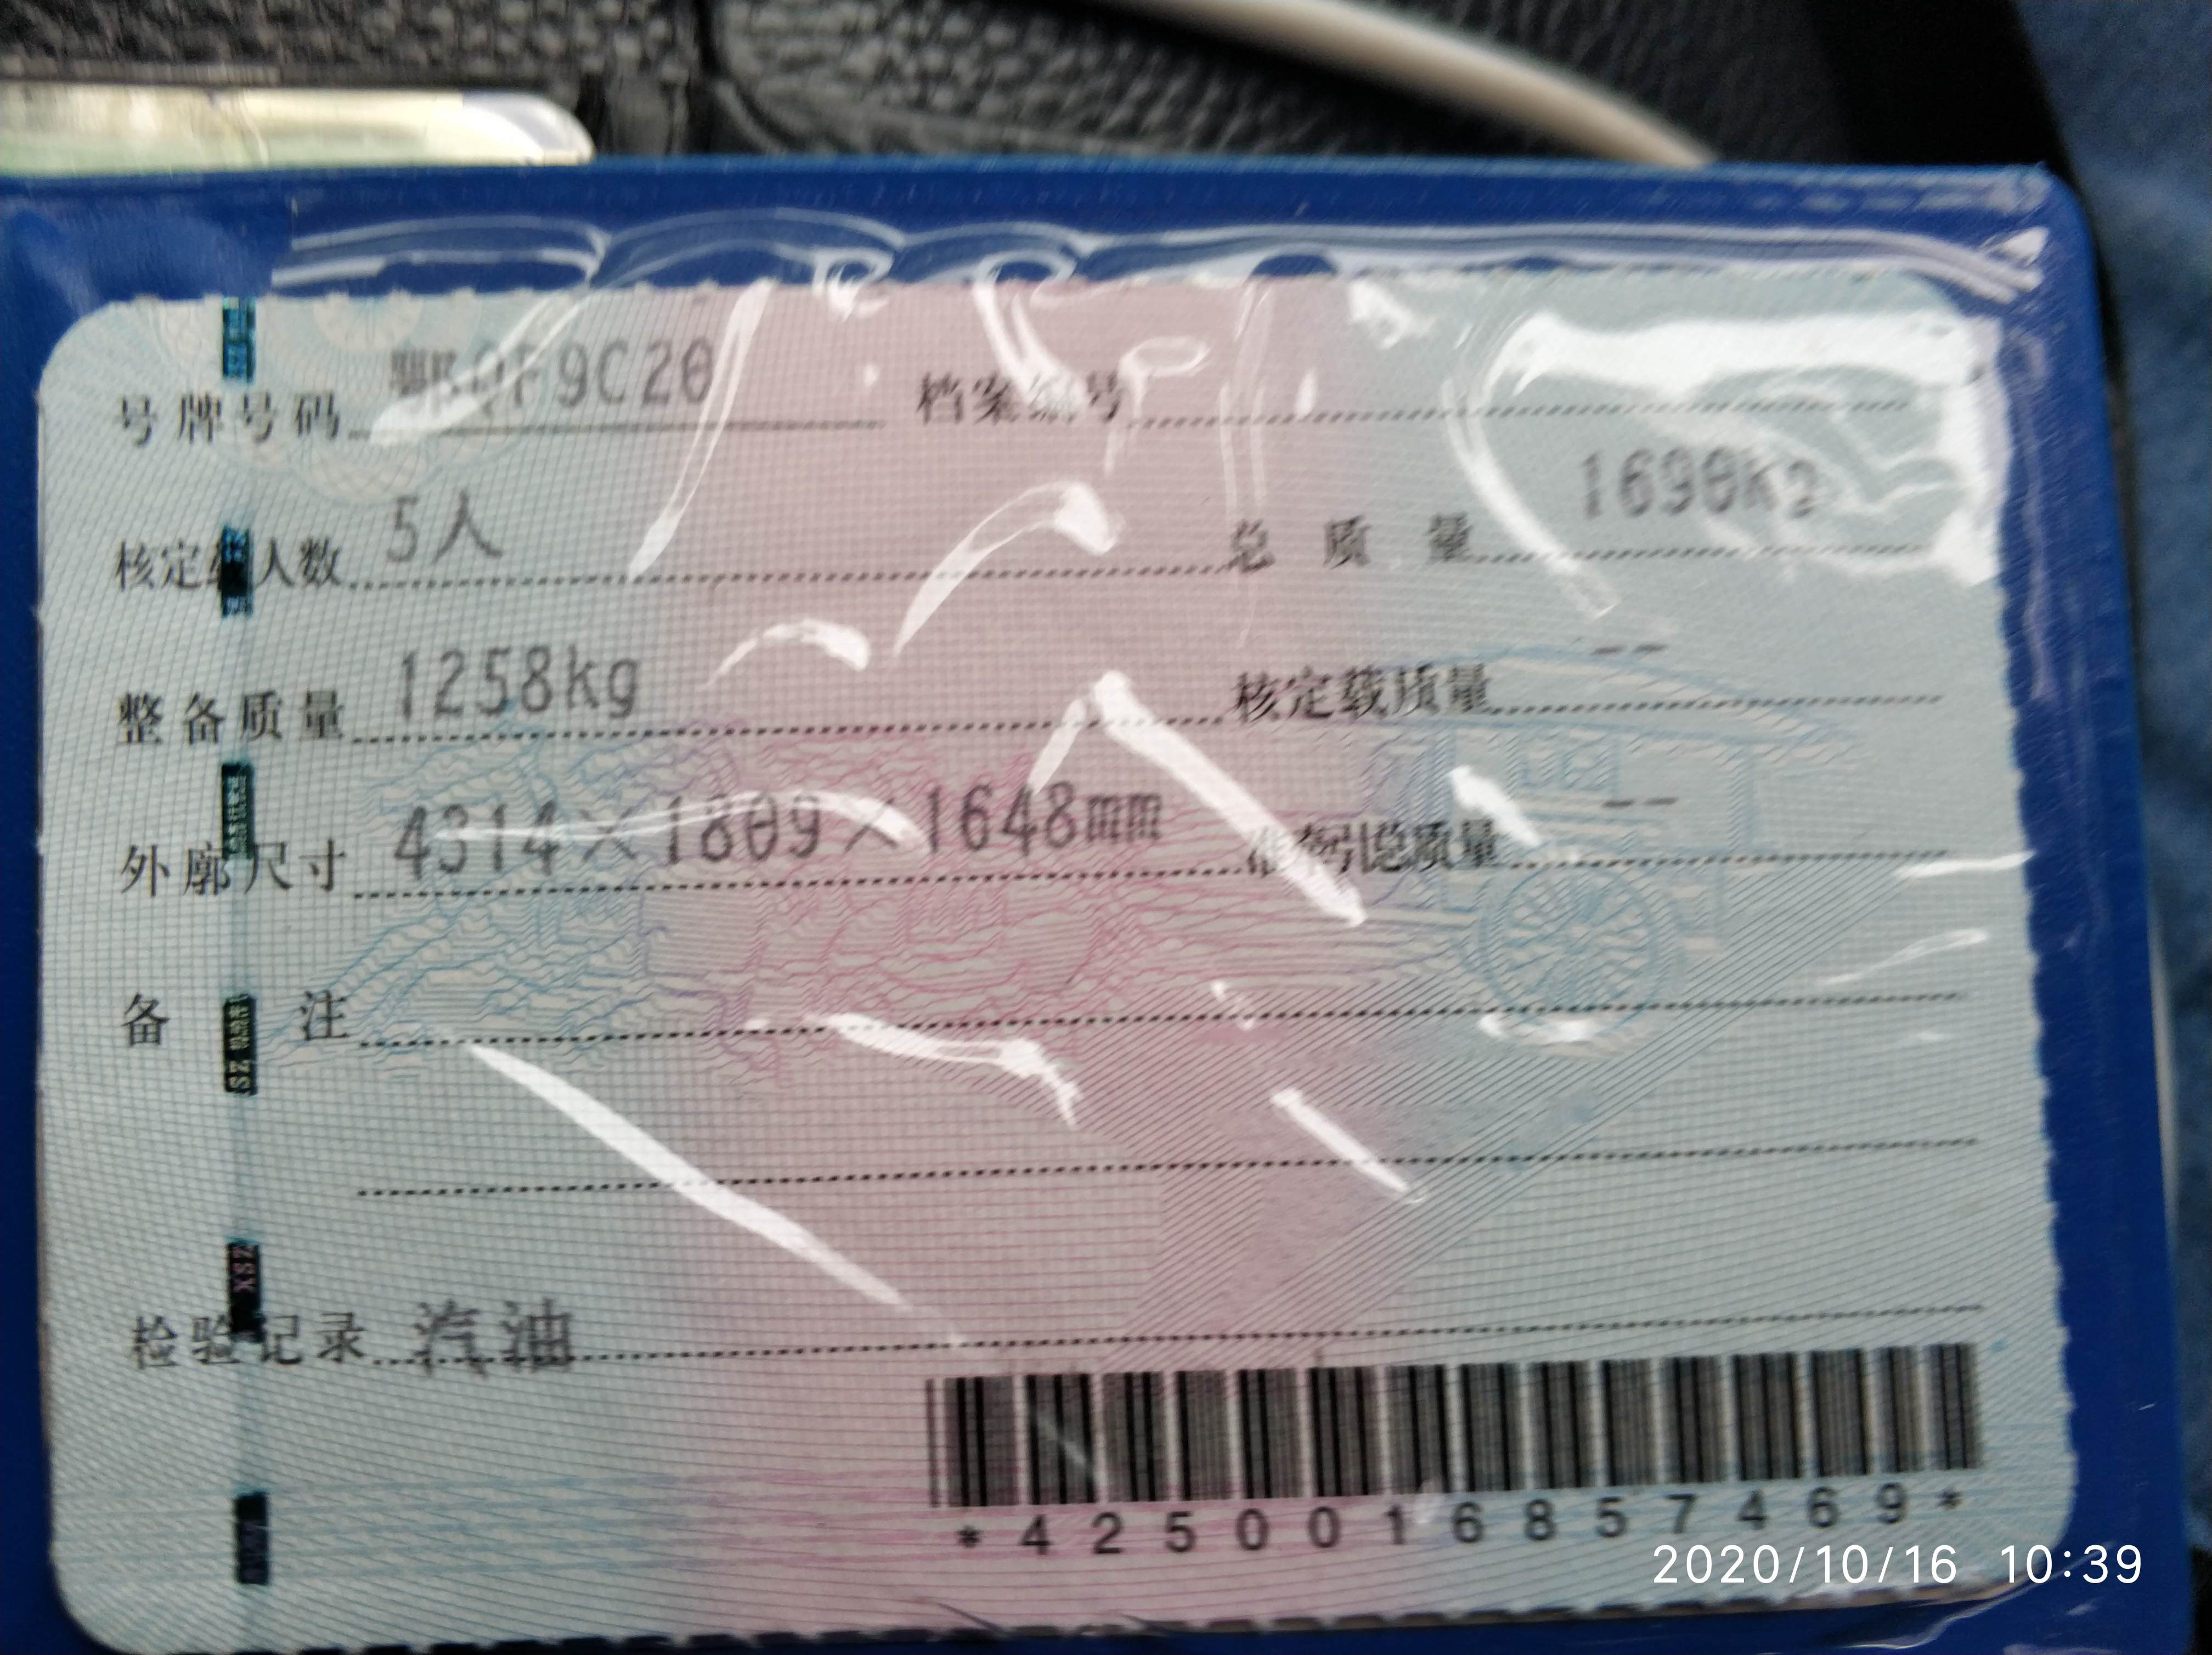 号牌号码 鄂QF9C20 档案编号
核定载人数 5人 总质量 1690kg
整备质量 1258kg 核定载质量 --
外廓尺寸 4314×1809×1648mm 准牵引总质量 --
备注
检验记录 汽油
*4250016857469*
2020/10/16 10:39